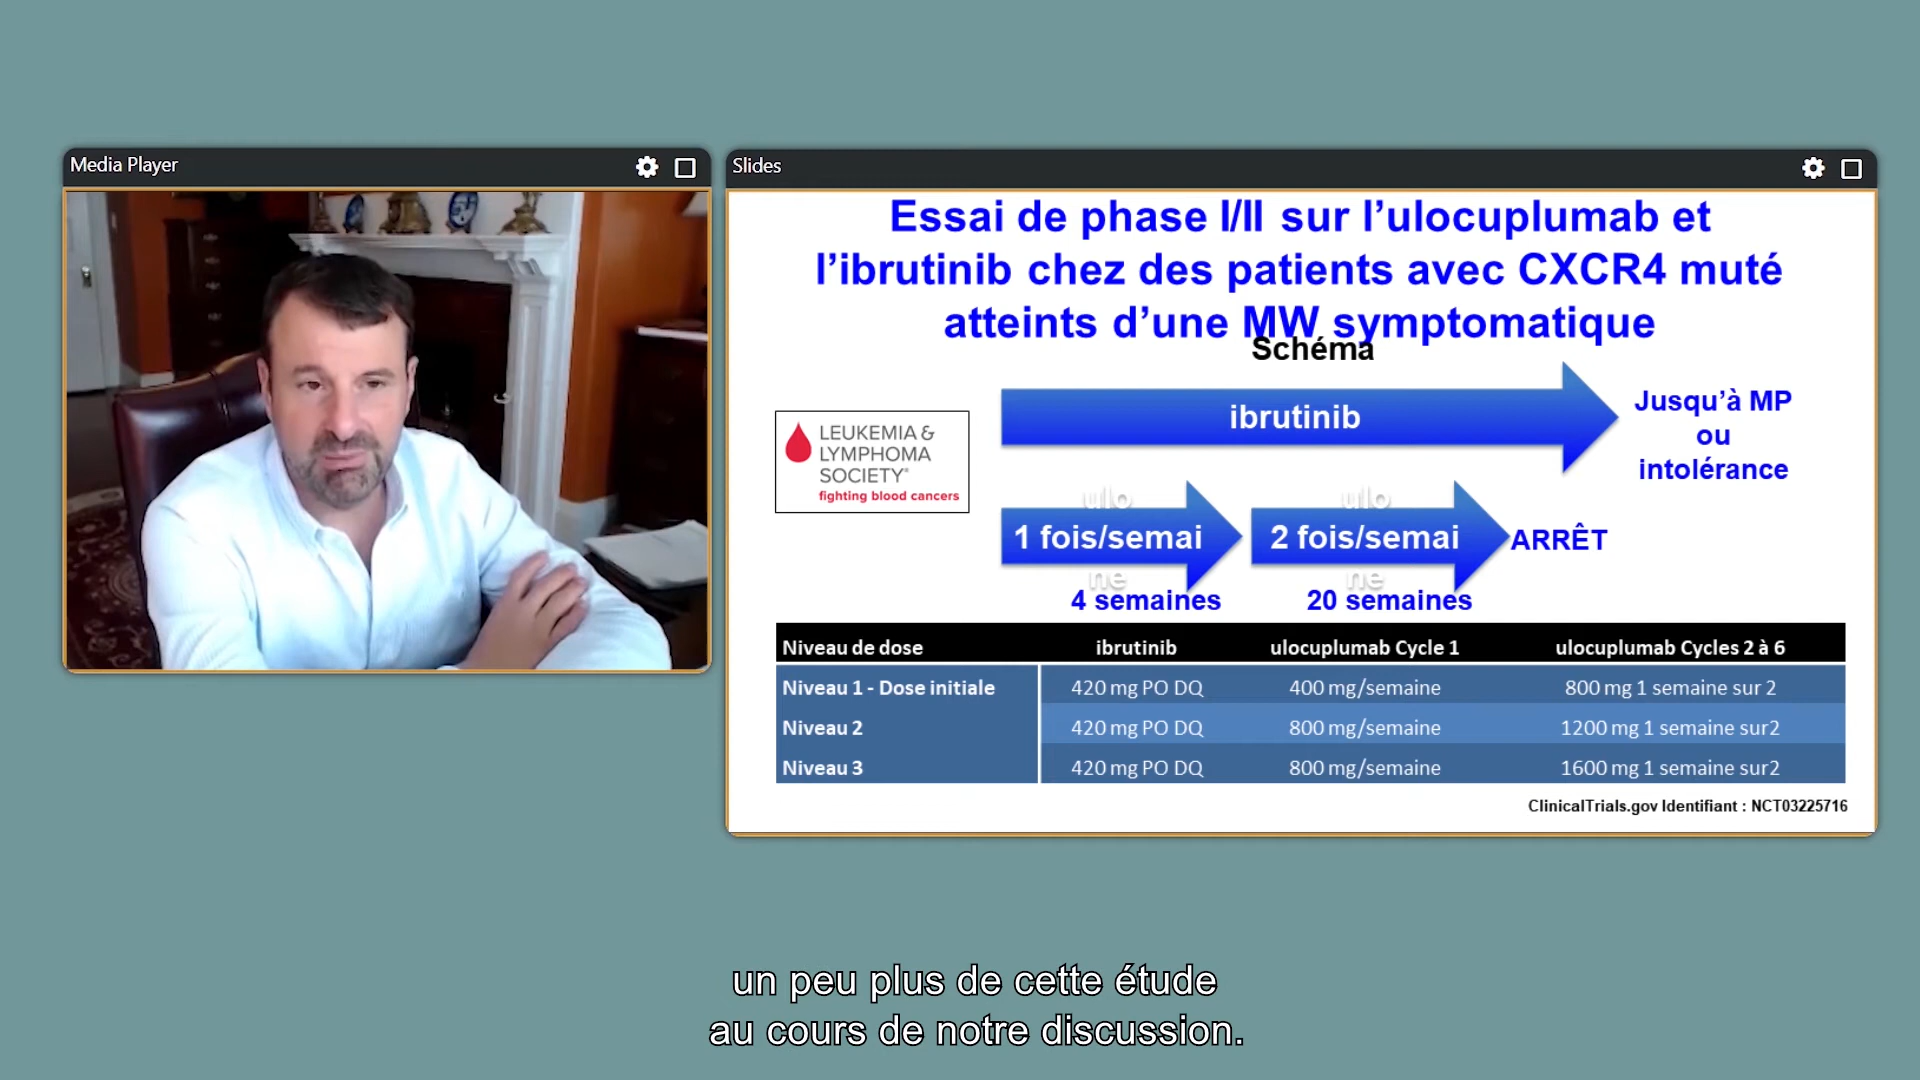 Media Player
Slides
Essai de phase I/II sur l’ulocuplumab et
l’ibrutinib chez des patients avec CXCR4 muté
atteints d’une MW symptomatique
Schéma
ibrutinib
Jusqu’à MP
ou
intolérance
LEUKEMIA &
LYMPHOMA
SOCIETY®
fighting blood cancers
ulo
1 fois/semai
ne
4 semaines
ulo
2 fois/semai
ne
20 semaines
ARRÊT
Niveau de dose ibrutinib ulocuplumab Cycle 1 ulocuplumab Cycles 2 à 6
Niveau 1 - Dose initiale 420 mg PO DQ 400 mg/semaine 800 mg 1 semaine sur 2
Niveau 2 420 mg PO DQ 800 mg/semaine 1200 mg 1 semaine sur2
Niveau 3 420 mg PO DQ 800 mg/semaine 1600 mg 1 semaine sur2
ClinicalTrials.gov Identifiant : NCT03225716
un peu plus de cette étude
au cours de notre discussion.